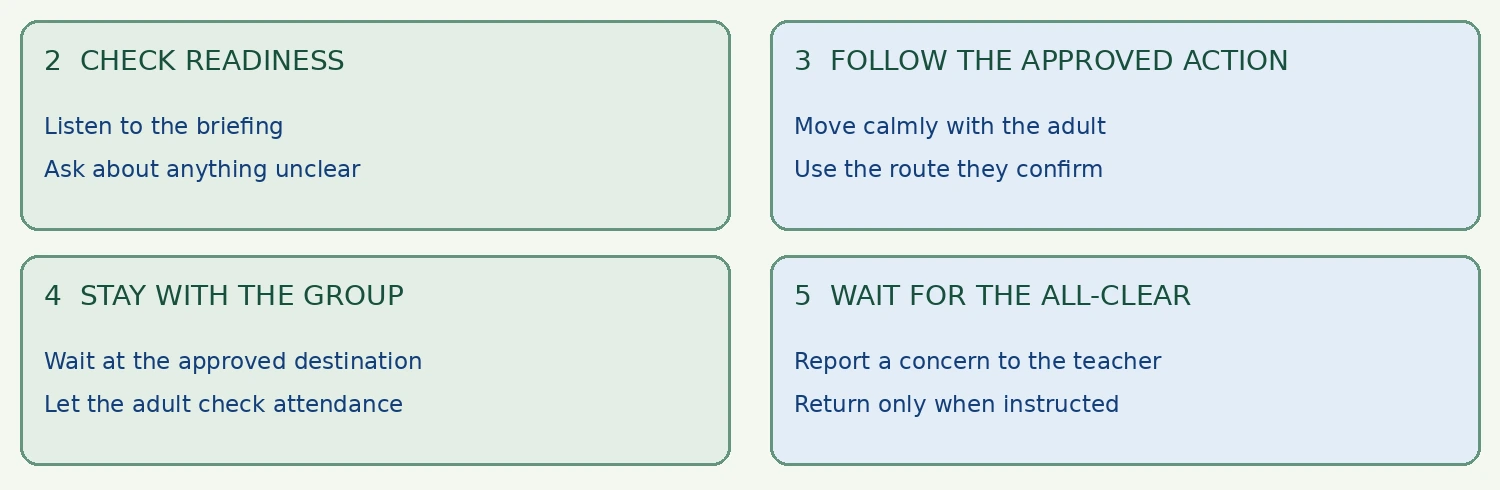 2 CHECK READINESS
Listen to the briefing
Ask about anything unclear
3 FOLLOW THE APPROVED ACTION
Move calmly with the adult
Use the route they confirm
4 STAY WITH THE GROUP
Wait at the approved destination
Let the adult check attendance
5 WAIT FOR THE ALL-CLEAR
Report a concern to the teacher
Return only when instructed